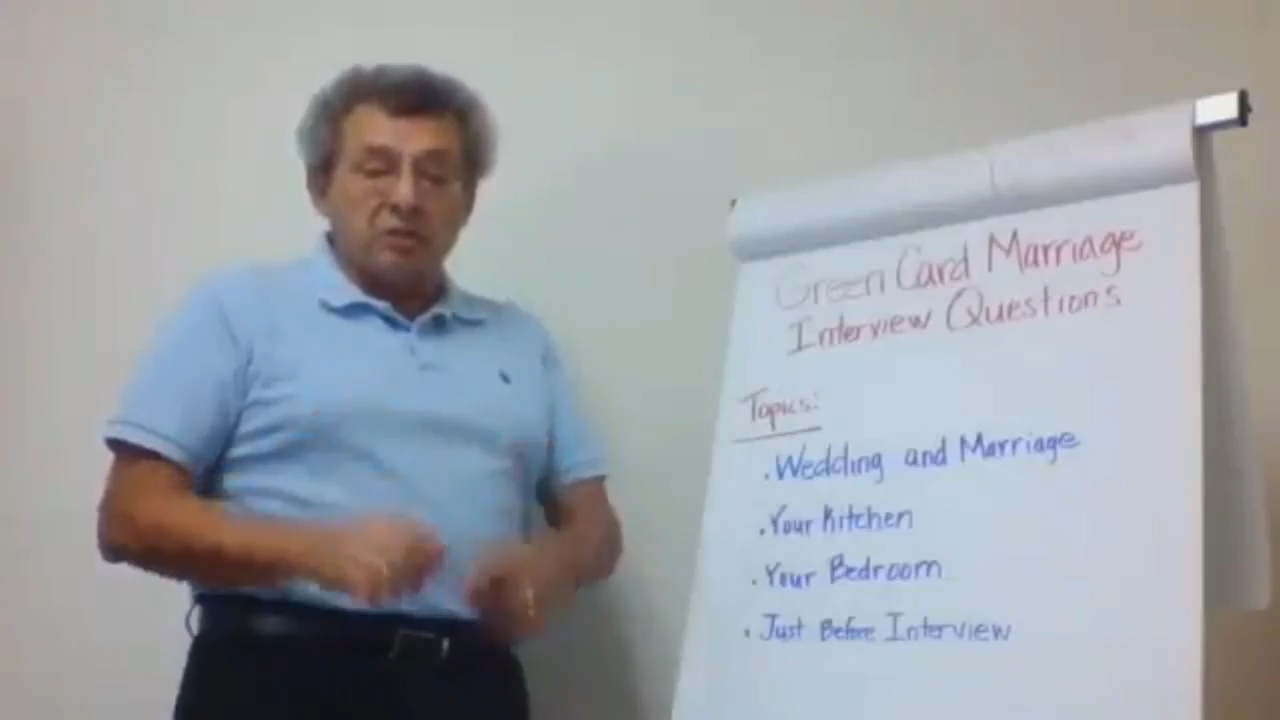 Green Card Marriage
Interview Questions
Topics:
. Wedding and Marriage
. Your Kitchen
. Your Bedroom
. Just Before Interview